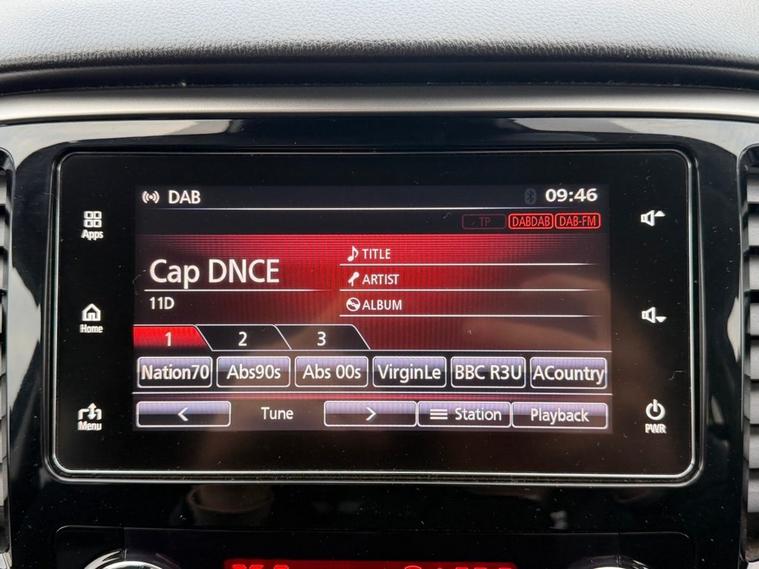 DAB 09:46
TP DABDAB DAB-FM
Apps
TITLE
Cap DNCE
ARTIST
11D
ALBUM
Home
1 2 3
Nation70 Abs90s Abs 00s VirginLe BBC R3U ACountry
Menu
< Tune > Station Playback
PWR